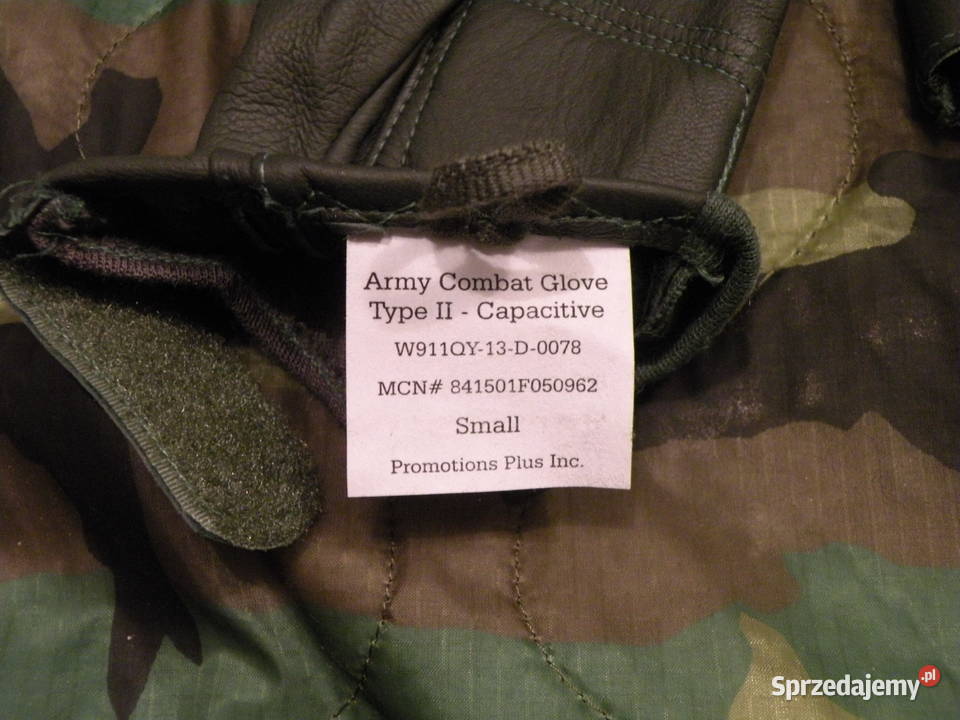 Army Combat Glove
Type II - Capacitive
W911QY-13-D-0078
MCN# 841501F050962
Small
Promotions Plus Inc.
Sprzedajemy.pl